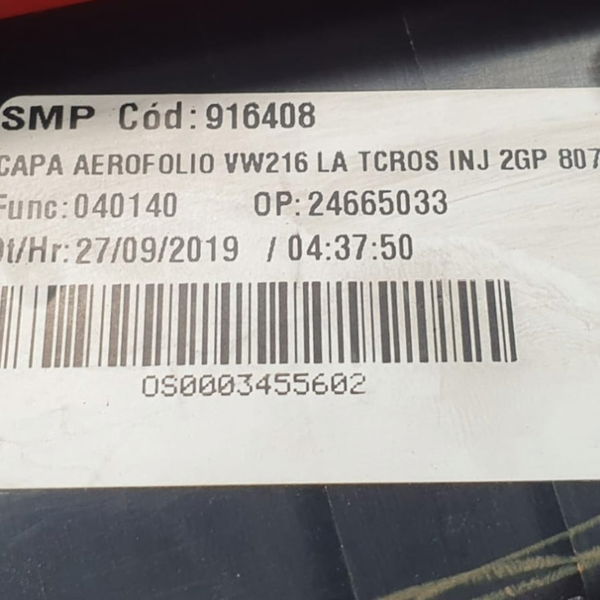 SMP Cód: 916408
CAPA AEROFOLIO VW216 LA TCROS INJ 2GP 807
Func: 040140 OP: 24665033
Dt/Hr: 27/09/2019 / 04:37:50
OS0003455602